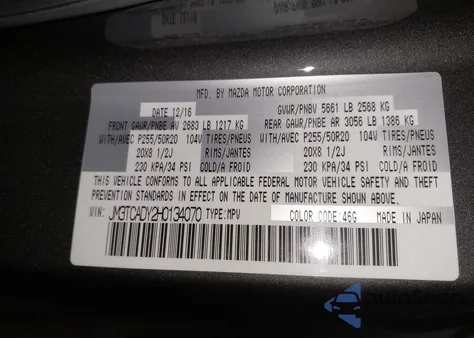 MFD. BY MAZDA MOTOR CORPORATION
DATE 12/16 GVWR/PNBV 5661 LB 2568 KG
FRONT GAWR/PNBE AV 2683 LB 1217 KG REAR GAWR/PNBE AR 3056 LB 1386 KG
WITH/AVEC P255/50R20 104V TIRES/PNEUS WITH/AVEC P255/50R20 104V TIRES/PNEUS
20X8 1/2J RIMS/JANTES 20X8 1/2J RIMS/JANTES
230 KPA/34 PSI COLD/A FROID 230 KPA/34 PSI COLD/A FROID
THIS VEHICLE CONFORMS TO ALL APPLICABLE FEDERAL MOTOR VEHICLE SAFETY AND THEFT
PREVENTION STANDARDS IN EFFECT ON THE DATE OF MANUFACTURE SHOWN ABOVE.
VIN: JM3TCADY2H0134070 TYPE:MPV COLOR CODE:46G MADE IN JAPAN